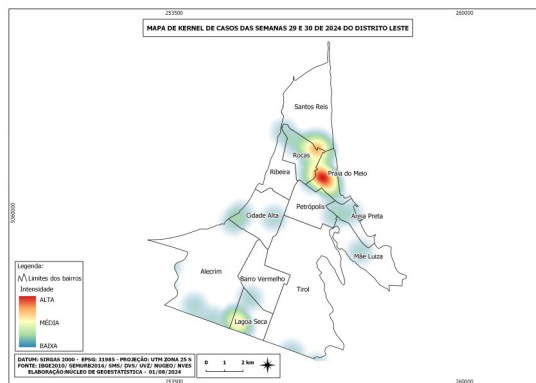 253500
260000
MAPA DE KERNEL DE CASOS DAS SEMANAS 29 E 30 DE 2024 DO DISTRITO LESTE
Santos Reis
Rocas
Ribeira
Praia do Meio
Petrópolis
9360000
9360000
Cidade Alta
Areia Preta
Mãe Luiza
Alecrim
Barro Vermelho
Tirol
Lagoa Seca
Legenda:
Limites dos bairros
Intensidade
ALTA
MÉDIA
BAIXA
DATUM: SIRGAS 2000 - EPSG: 31985 - PROJEÇÃO: UTM ZONA 25 S
FONTE: IBGE2010/ SEMURB2016/ SMS/ DVS/ UVZ/ NUGEO/ NVES
ELABORAÇÃO:NÚCLEO DE GEOESTATÍSTICA - 01/08/2024
0 1 2 km
253500
260000